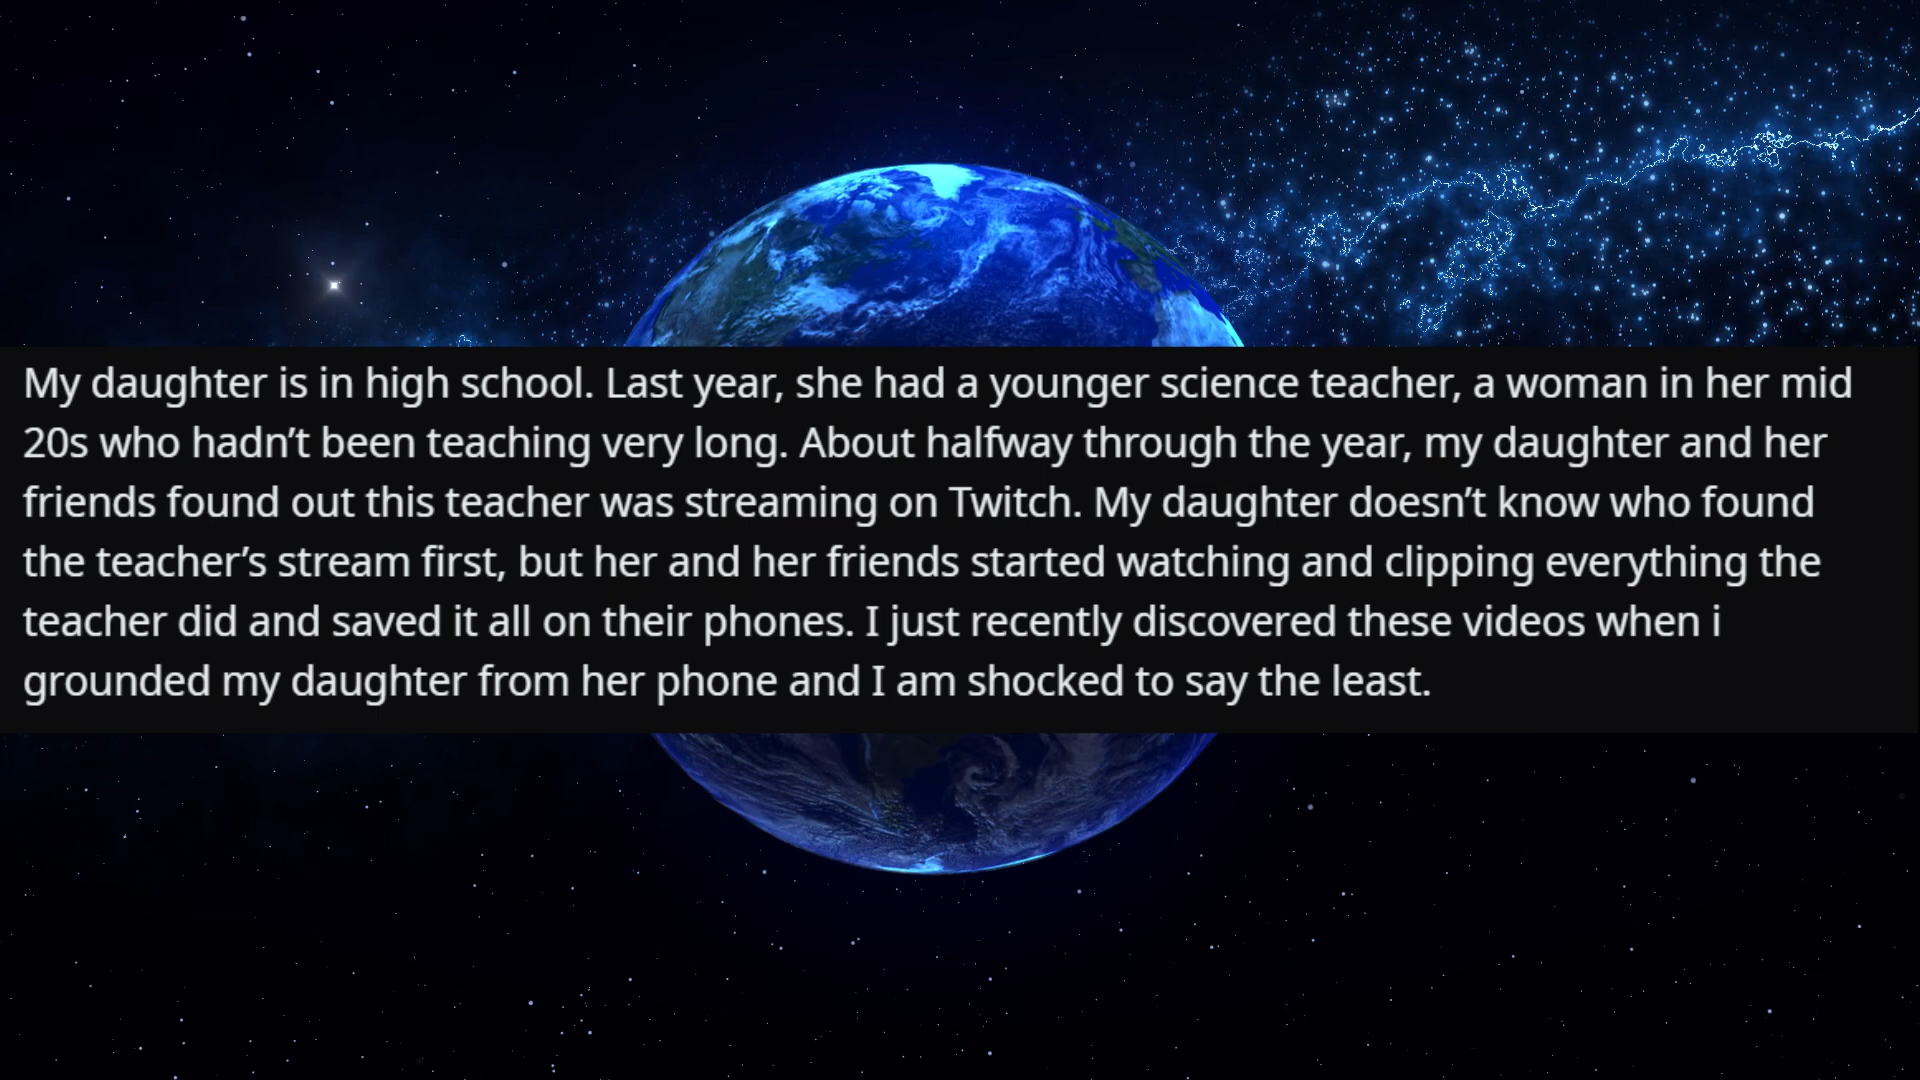 My daughter is in high school. Last year, she had a younger science teacher, a woman in her mid
20s who hadn’t been teaching very long. About halfway through the year, my daughter and her
friends found out this teacher was streaming on Twitch. My daughter doesn’t know who found
the teacher’s stream first, but her and her friends started watching and clipping everything the
teacher did and saved it all on their phones. I just recently discovered these videos when i
grounded my daughter from her phone and I am shocked to say the least.